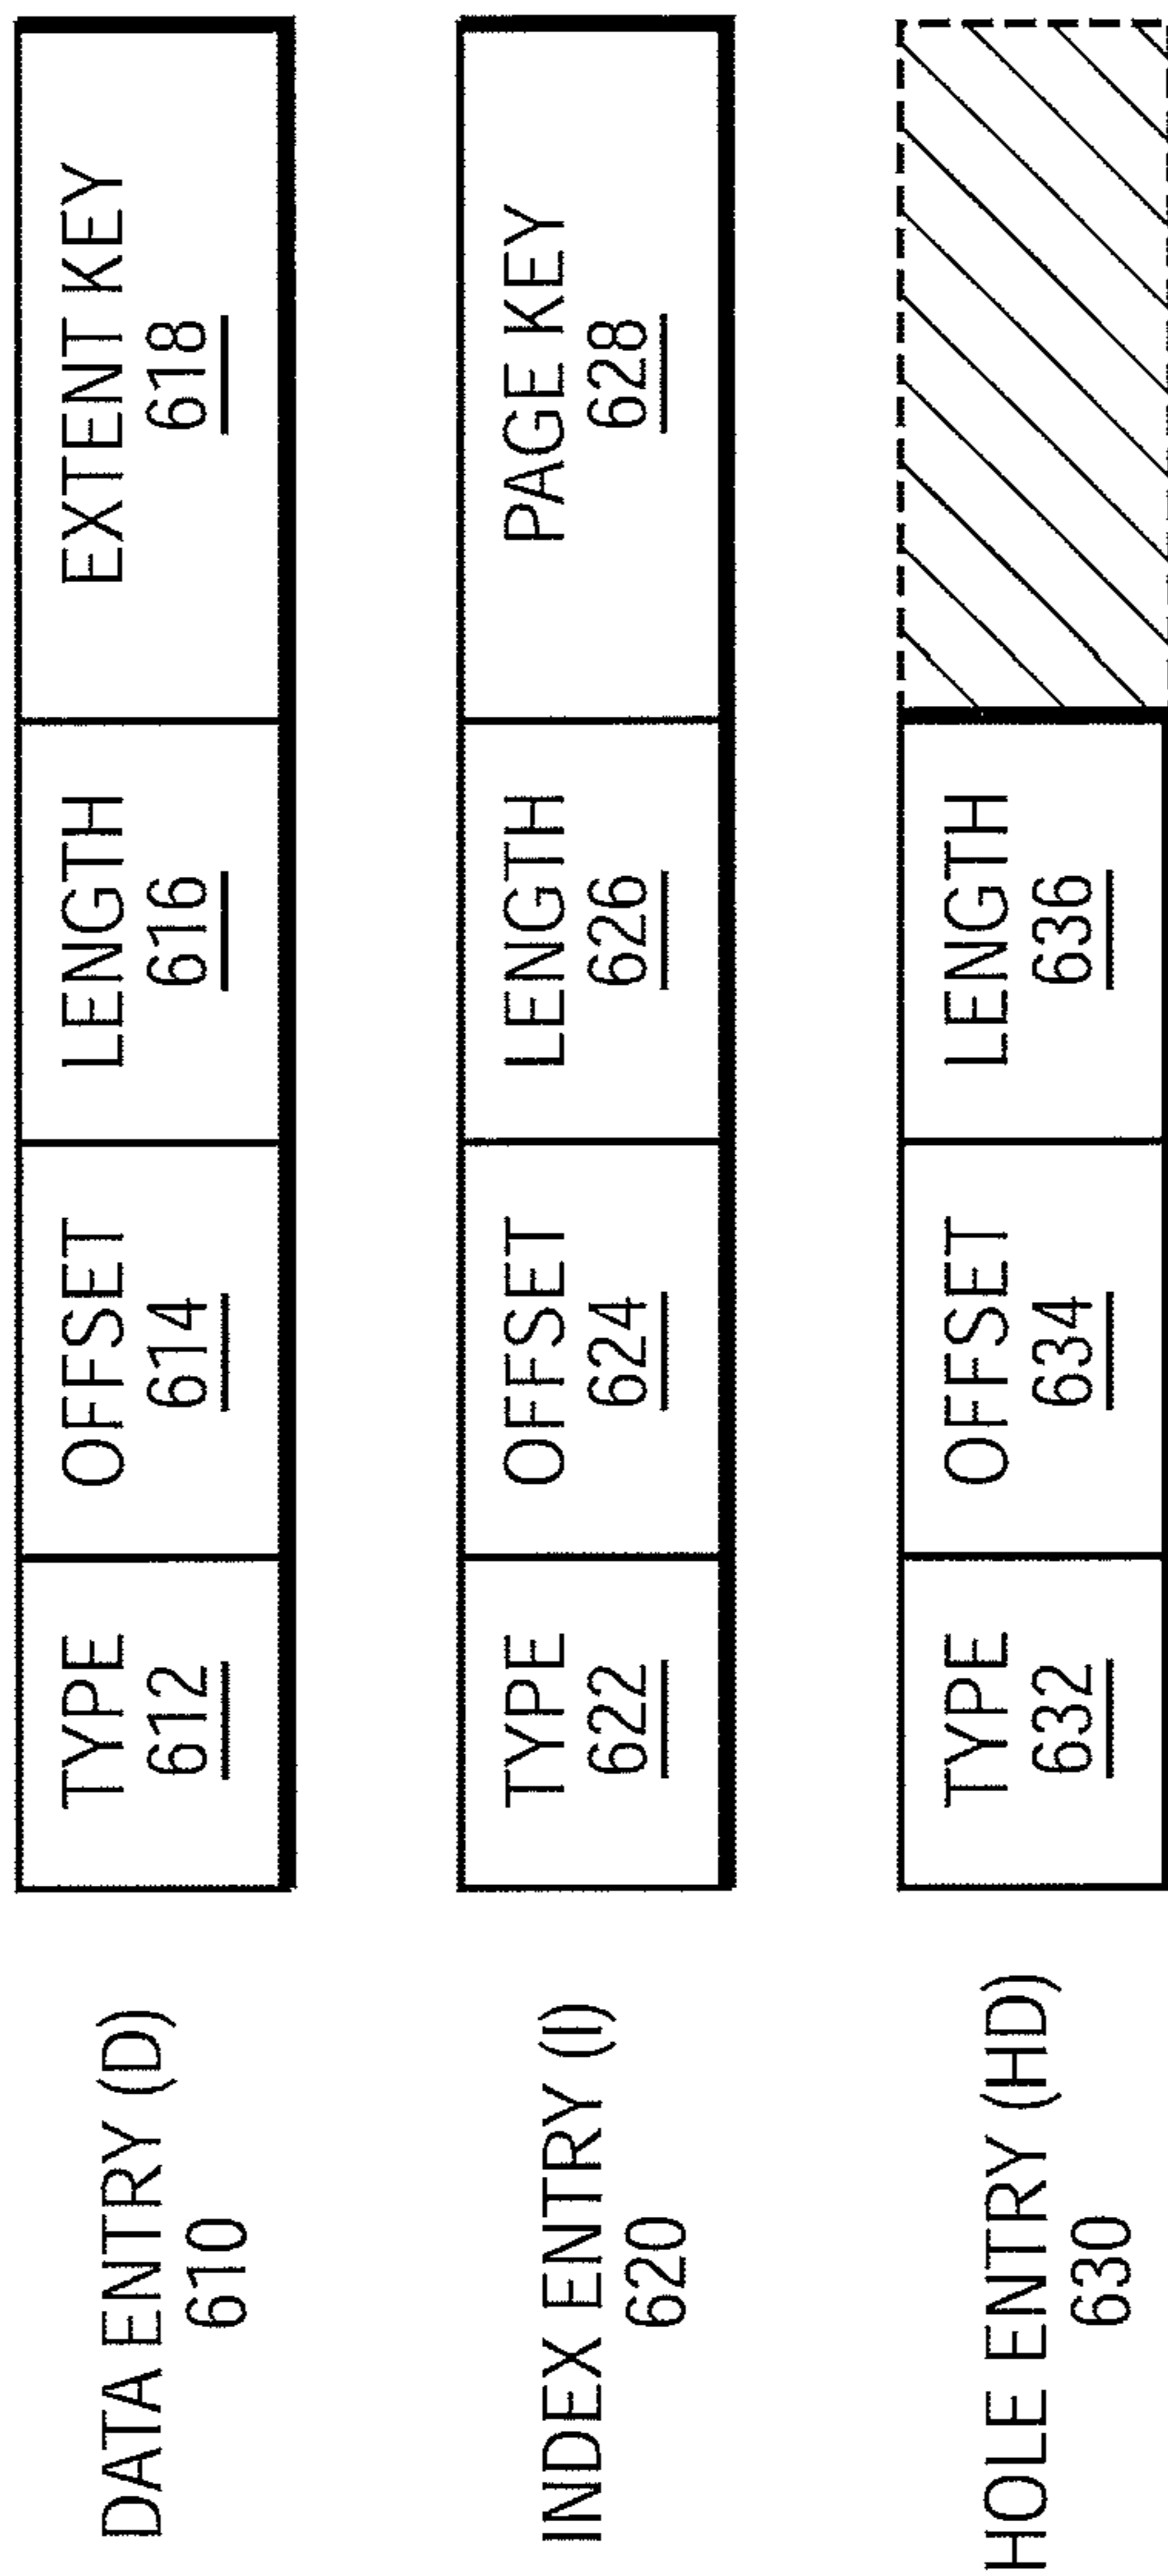 DATA ENTRY (D)
610
TYPE
612
OFFSET
614
LENGTH
616
EXTENT KEY
618
INDEX ENTRY (I)
620
TYPE
622
OFFSET
624
LENGTH
626
PAGE KEY
628
HOLE ENTRY (HD)
630
TYPE
632
OFFSET
634
LENGTH
636